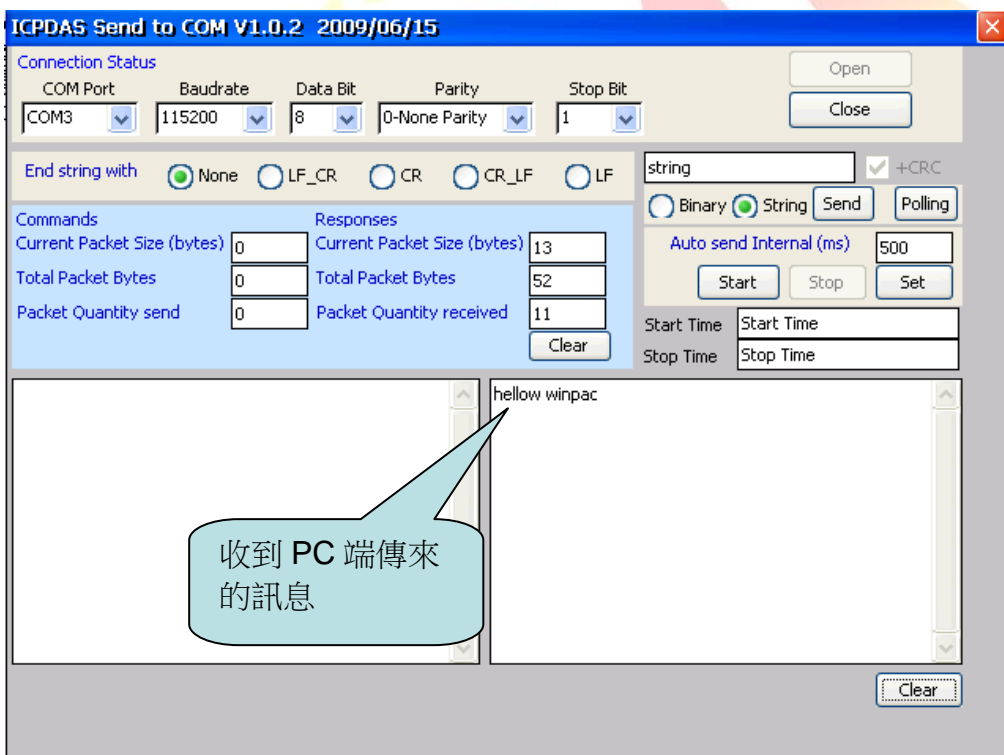 ICPDAS Send to COM V1.0.2 2009/06/15
Connection Status
COM Port Baudrate Data Bit Parity Stop Bit
COM3 115200 8 0-None Parity 1
Open
Close
End string with None LF_CR CR CR_LF LF
string +CRC
Binary String Send Polling
Commands
Current Packet Size (bytes) 0
Total Packet Bytes 0
Packet Quantity send 0
Responses
Current Packet Size (bytes) 13
Total Packet Bytes 52
Packet Quantity received 11
Clear
Auto send Internal (ms) 500
Start Stop Set
Start Time Start Time
Stop Time Stop Time
hellow winpac
收到 PC 端傳來
的訊息
Clear